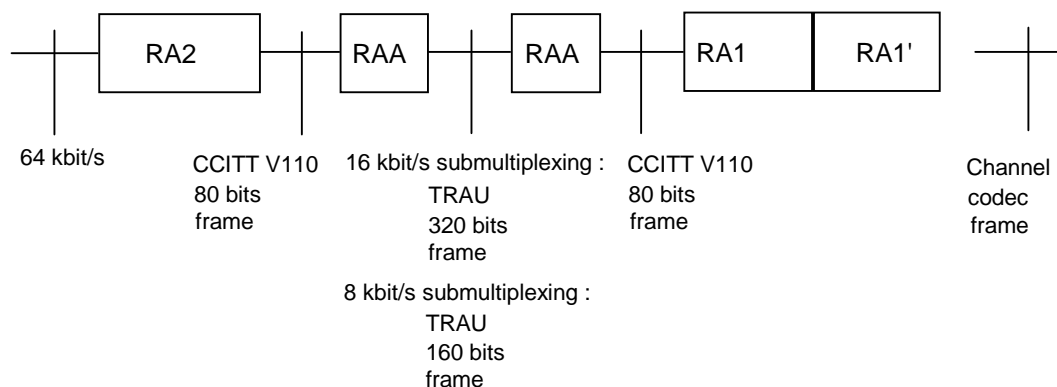 RA2
RAA
RAA
RA1
RA1'
64 kbit/s
CCITT V110
80 bits
frame
16 kbit/s submultiplexing :
TRAU
320 bits
frame
8 kbit/s submultiplexing :
TRAU
160 bits
frame
CCITT V110
80 bits
frame
Channel
codec
frame